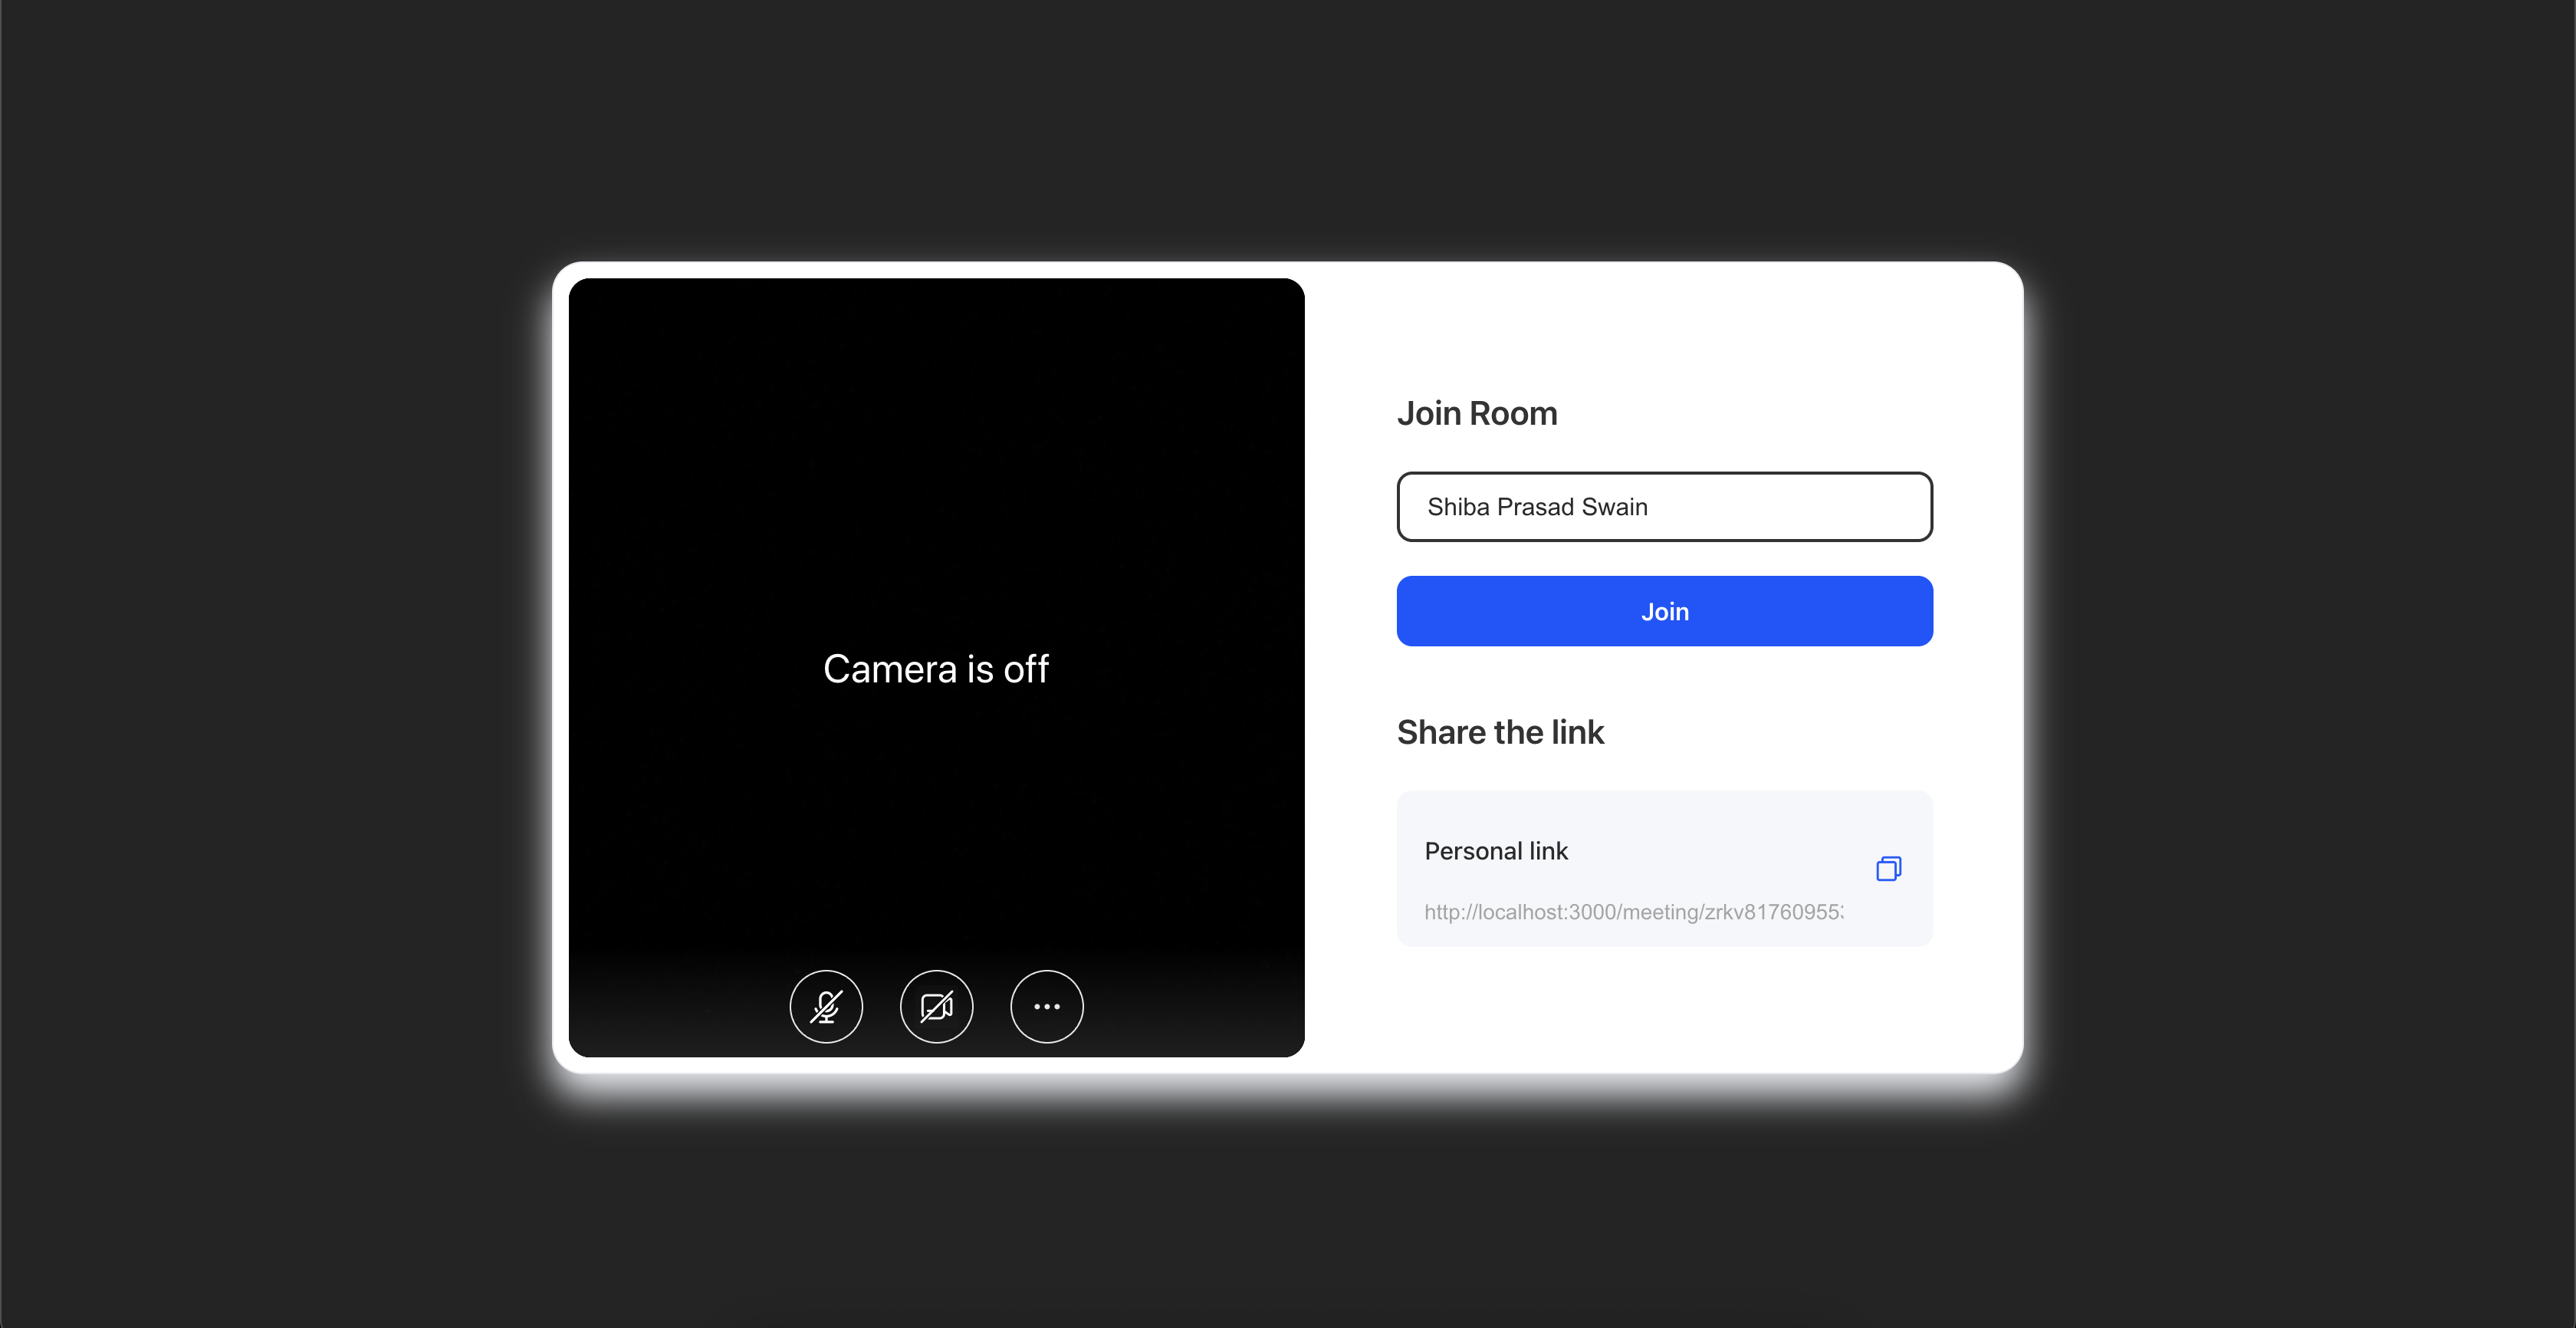 Camera is off
Join Room
Shiba Prasad Swain
Join
Share the link
Personal link
http://localhost:3000/meeting/zrkv81760955